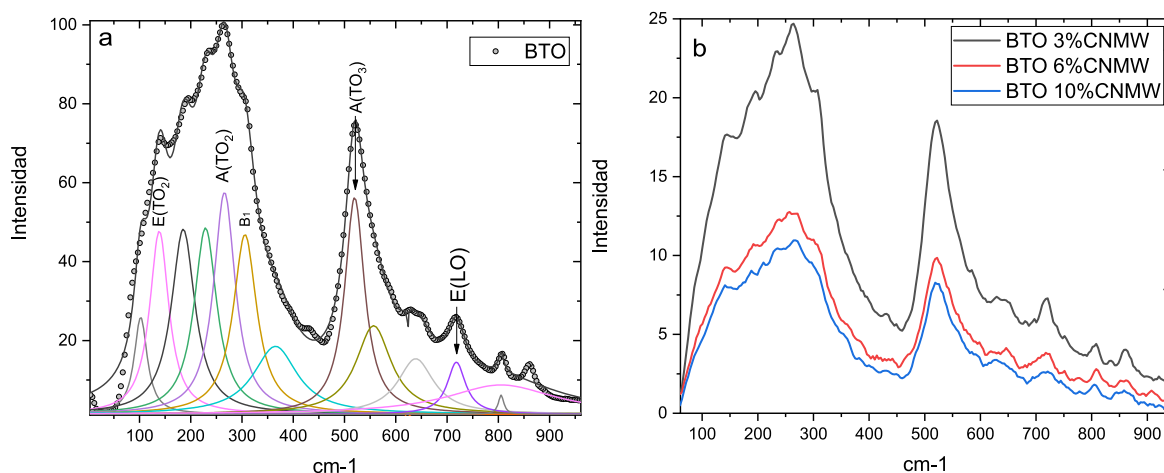 a
BTO
100
80
60
40
20
Intensidad
E(TO2)
A(TO2)
B1
A(TO3)
E(LO)
100 200 300 400 500 600 700 800 900
cm-1
b
BTO 3%CNMW
BTO 6%CNMW
BTO 10%CNMW
25
20
15
10
5
0
Intensidad
100 200 300 400 500 600 700 800 900
cm-1